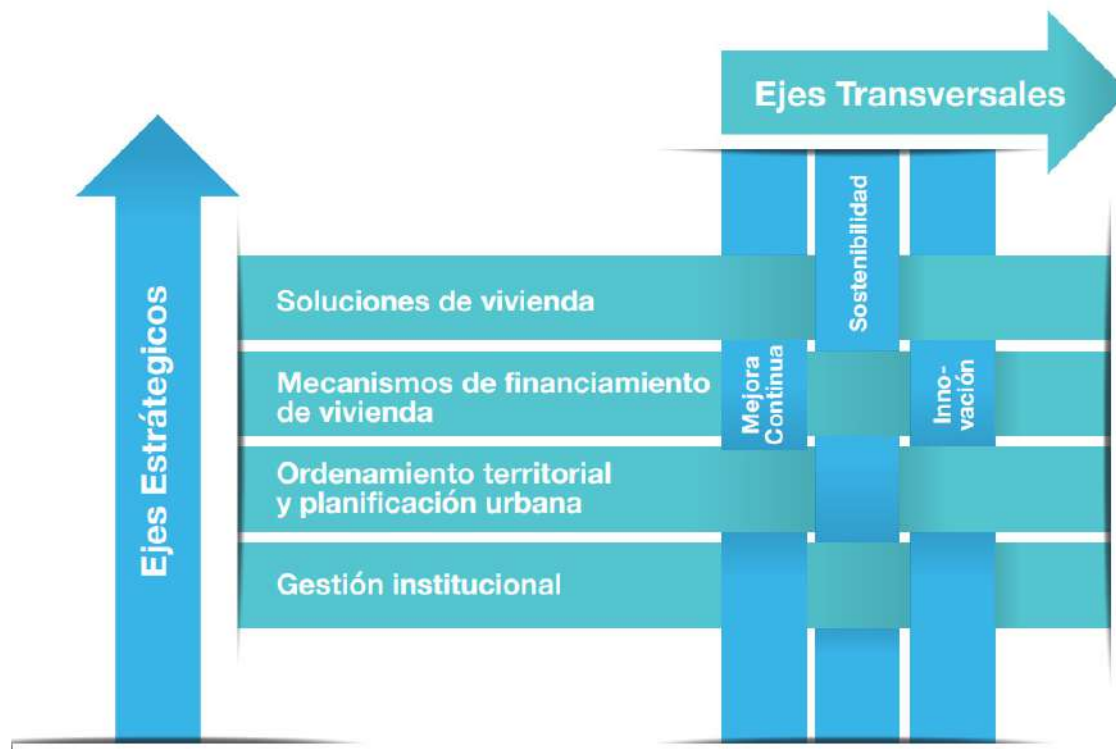 Ejes Transversales
Ejes Estrátegicos
Soluciones de vivienda
Mecanismos de financiamiento
de vivienda
Ordenamiento territorial
y planificación urbana
Gestión institucional
Mejora
Continua
Sostenibilidad
Inno-
vación